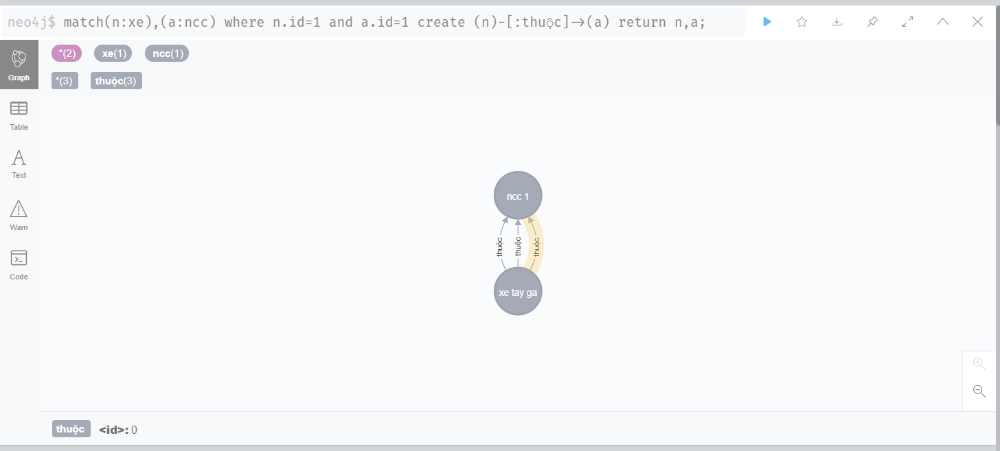 neo4j$ match(n:xe),(a:ncc) where n.id=1 and a.id=1 create (n)-[:thuộc]->(a) return n,a;
*(2) xe(1) ncc(1)
Graph
*(3) thuộc(3)
Table
Text
Warn
Code
ncc 1
thuộc
thuộc
thuộc
xe tay ga
thuộc <id>: 0